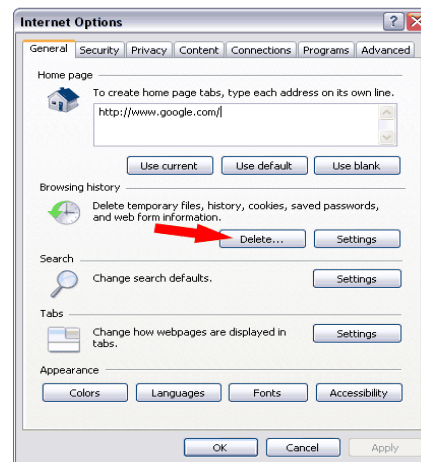 Internet Options
General Security Privacy Content Connections Programs Advanced
Home page
To create home page tabs, type each address on its own line.
http://www.google.com/
Use current Use default Use blank
Browsing history
Delete temporary files, history, cookies, saved passwords,
and web form information.
Delete... Settings
Search
Change search defaults. Settings
Tabs
Change how webpages are displayed in
tabs. Settings
Appearance
Colors Languages Fonts Accessibility
OK Cancel Apply